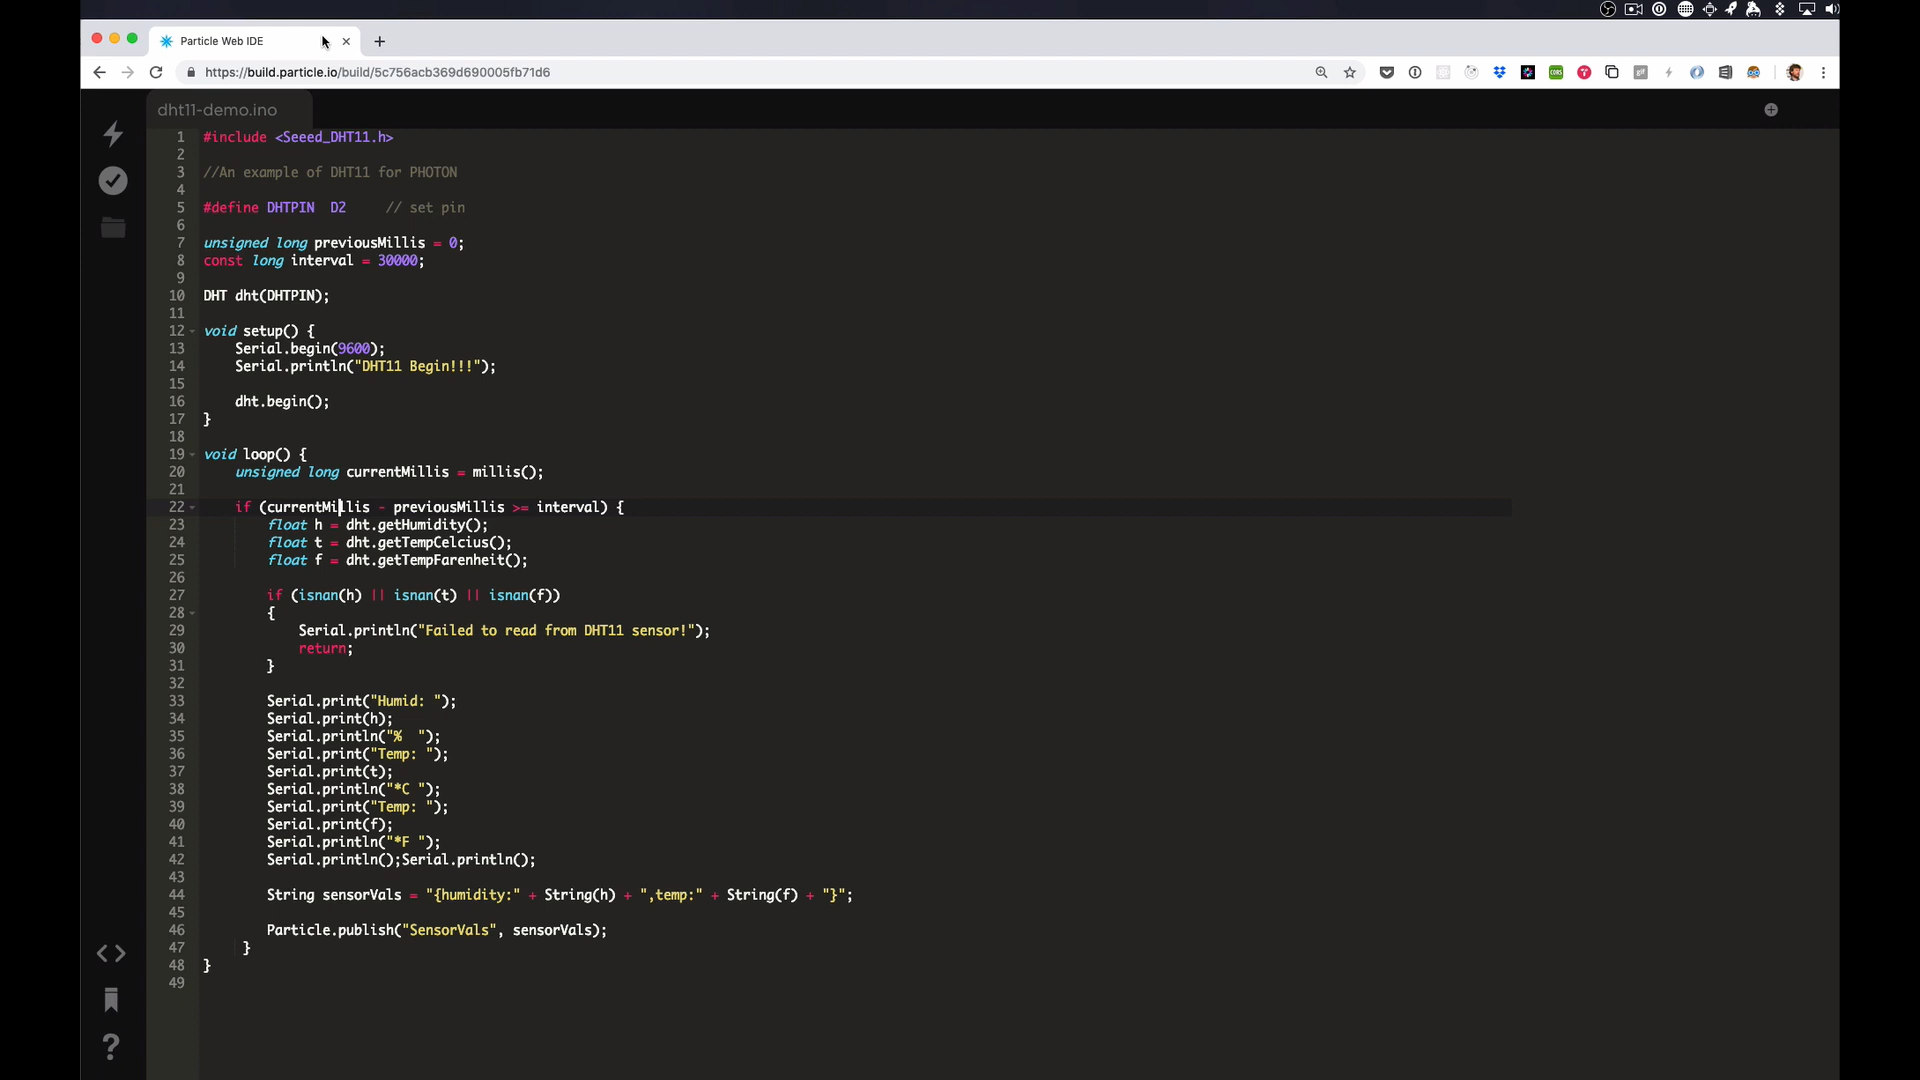 Particle Web IDE
https://build.particle.io/build/5c756acb369d690005fb71d6
dht11-demo.ino
1 #include <Seeed_DHT11.h>
2
3 //An example of DHT11 for PHOTON
4
5 #define DHTPIN  D2     // set pin
6
7 unsigned long previousMillis = 0;
8 const long interval = 30000;
9
10 DHT dht(DHTPIN);
11
12 void setup() {
13     Serial.begin(9600);
14     Serial.println("DHT11 Begin!!!");
15
16     dht.begin();
17 }
18
19 void loop() {
20     unsigned long currentMillis = millis();
21
22     if (currentMillis - previousMillis >= interval) {
23         float h = dht.getHumidity();
24         float t = dht.getTempCelcius();
25         float f = dht.getTempFarenheit();
26
27         if (isnan(h) || isnan(t) || isnan(f))
28         {
29             Serial.println("Failed to read from DHT11 sensor!");
30             return;
31         }
32
33         Serial.print("Humid: ");
34         Serial.print(h);
35         Serial.println("%  ");
36         Serial.print("Temp: ");
37         Serial.print(t);
38         Serial.println("*C ");
39         Serial.print("Temp: ");
40         Serial.print(f);
41         Serial.println("*F ");
42         Serial.println();Serial.println();
43
44         String sensorVals = "{humidity:" + String(h) + ",temp:" + String(f) + "}";
45
46         Particle.publish("SensorVals", sensorVals);
47      }
48 }
49